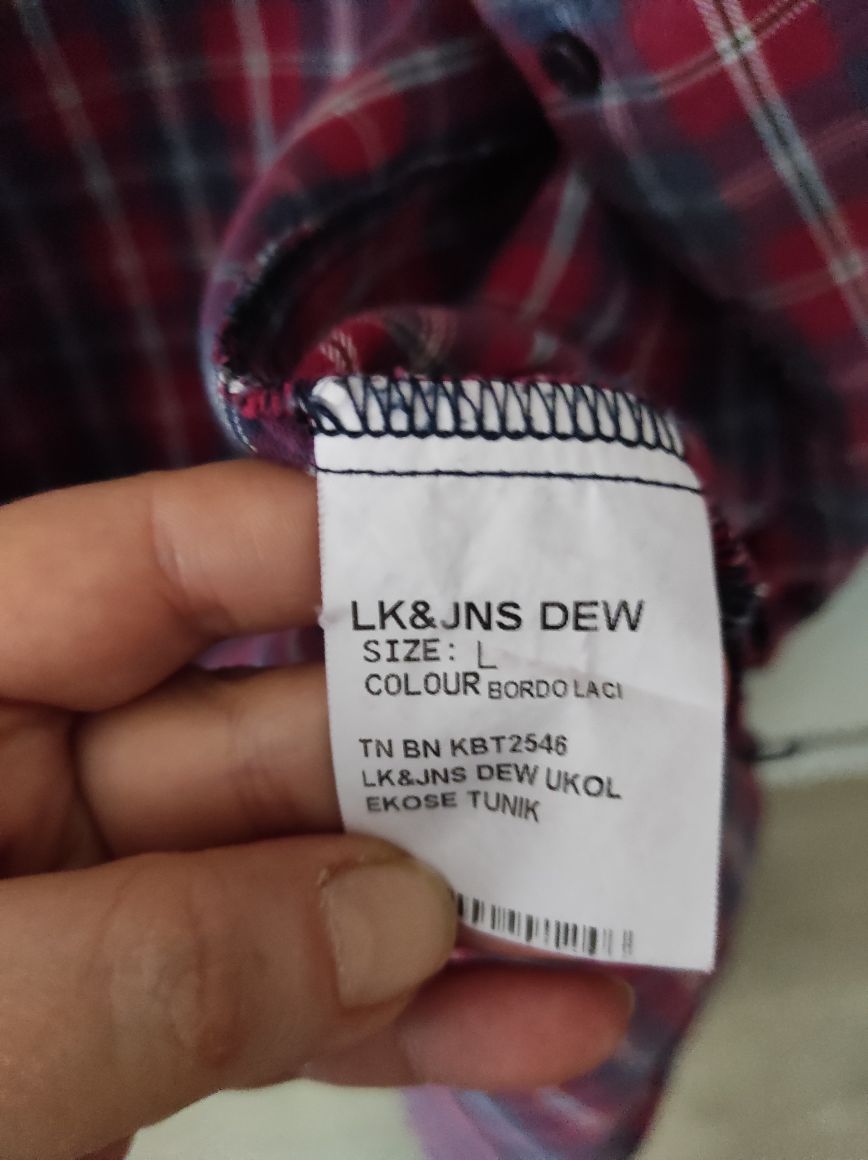 LK&JNS DEW
SIZE: L
COLOUR BORDO LACI
TN BN KBT2546
LK&JNS DEW UKOL
EKOSE TUNIK